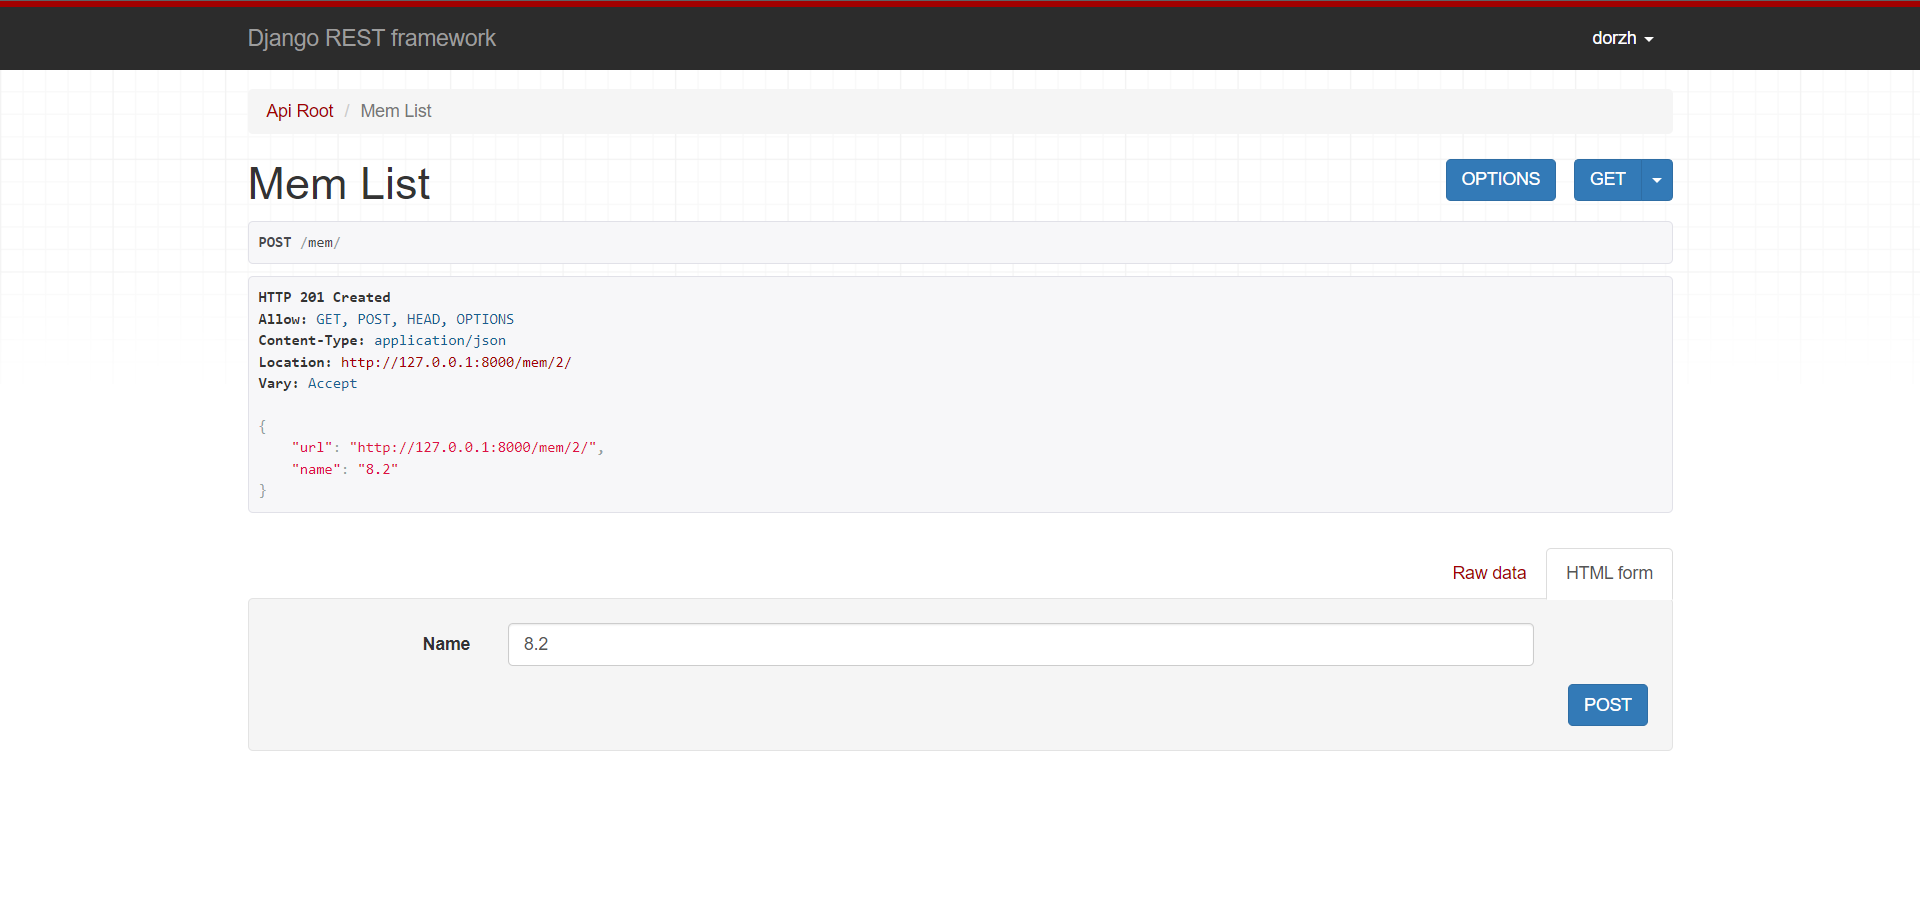 Django REST framework
dorzh
Api Root / Mem List
Mem List
OPTIONS
GET
POST /mem/
HTTP 201 Created
Allow: GET, POST, HEAD, OPTIONS
Content-Type: application/json
Location: http://127.0.0.1:8000/mem/2/
Vary: Accept
{
    "url": "http://127.0.0.1:8000/mem/2/",
    "name": "8.2"
}
Raw data
HTML form
Name
8.2
POST